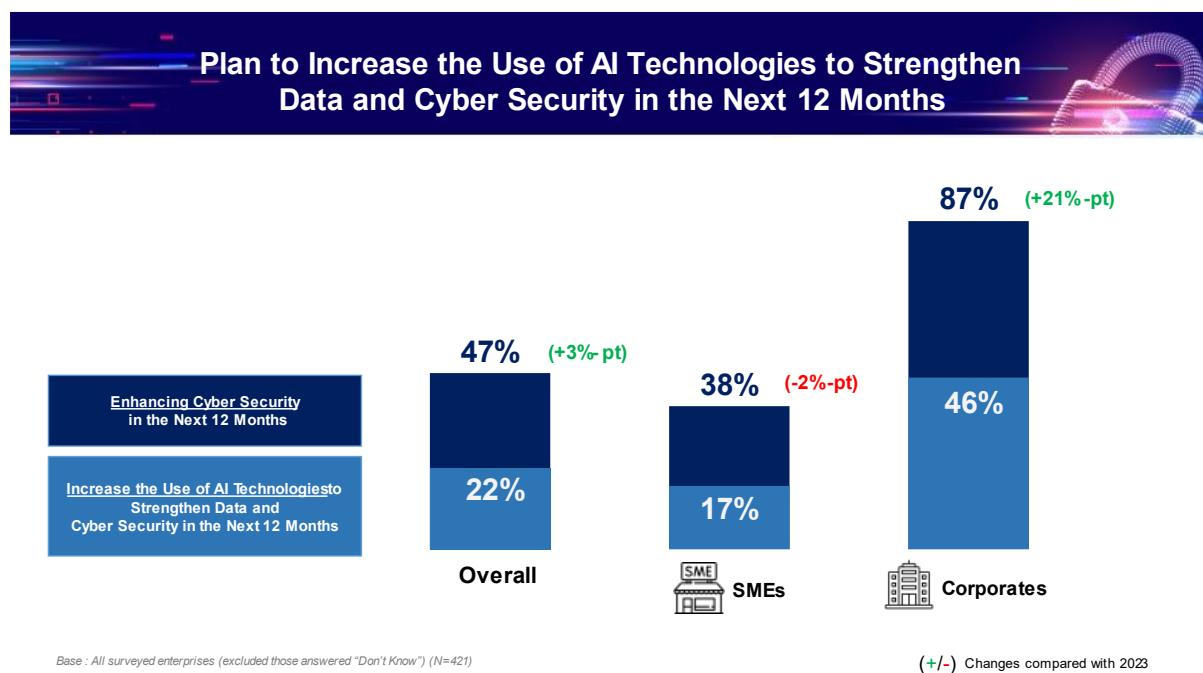 Plan to Increase the Use of AI Technologies to Strengthen
Data and Cyber Security in the Next 12 Months
87%
(+21%-pt)
47%
(+3%-pt)
38%
(-2%-pt)
Enhancing Cyber Security
in the Next 12 Months
46%
Increase the Use of AI Technologiesto
Strengthen Data and
Cyber Security in the Next 12 Months
22%
17%
Overall
SME
SMEs
Corporates
Base : All surveyed enterprises (excluded those answered “Don’t Know”) (N=421)
(+/-) Changes compared with 2023